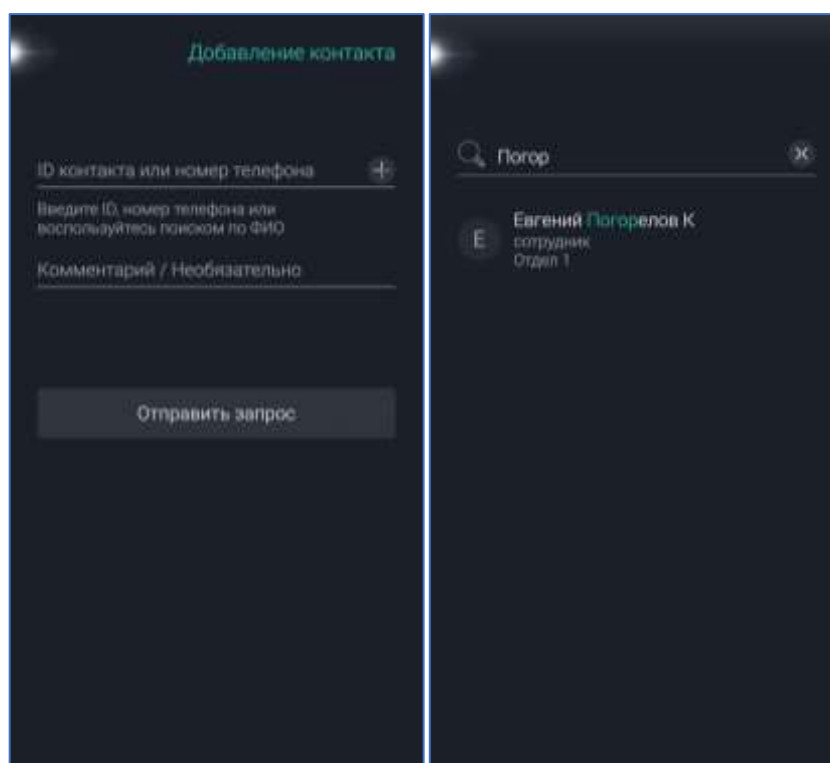 Добавление контакта
ID контакта или номер телефона
Введите ID, номер телефона или
воспользуйтесь поиском по ФИО
Комментарий / Необязательно
Отправить запрос
Погор
Е
Евгений Погорелов К
сотрудник
Отдел 1